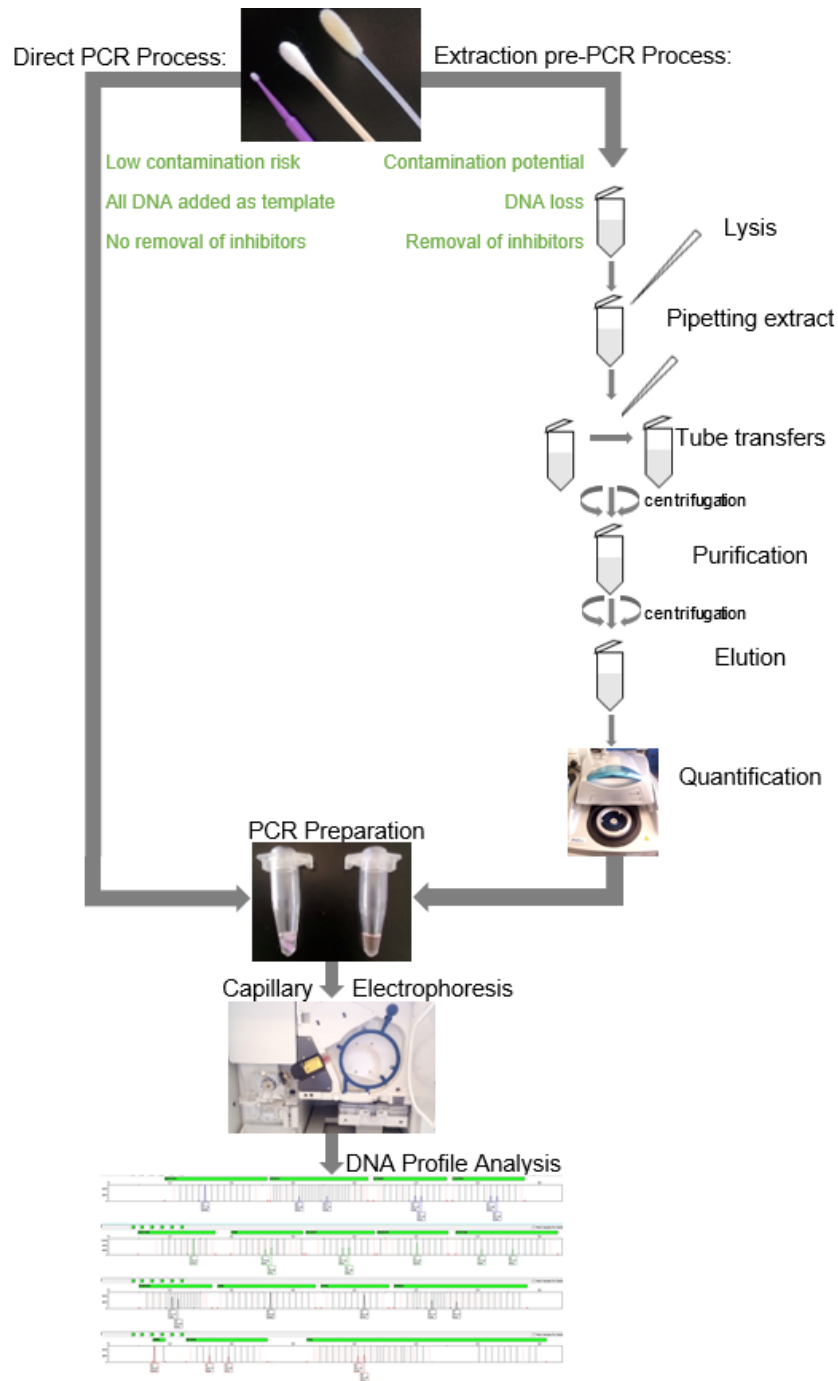 Direct PCR Process:
Extraction pre-PCR Process:
Low contamination risk
All DNA added as template
No removal of inhibitors
Contamination potential
DNA loss
Removal of inhibitors
Lysis
Pipetting extract
Tube transfers
centrifugation
Purification
centrifugation
Elution
Quantification
PCR Preparation
Capillary Electrophoresis
DNA Profile Analysis